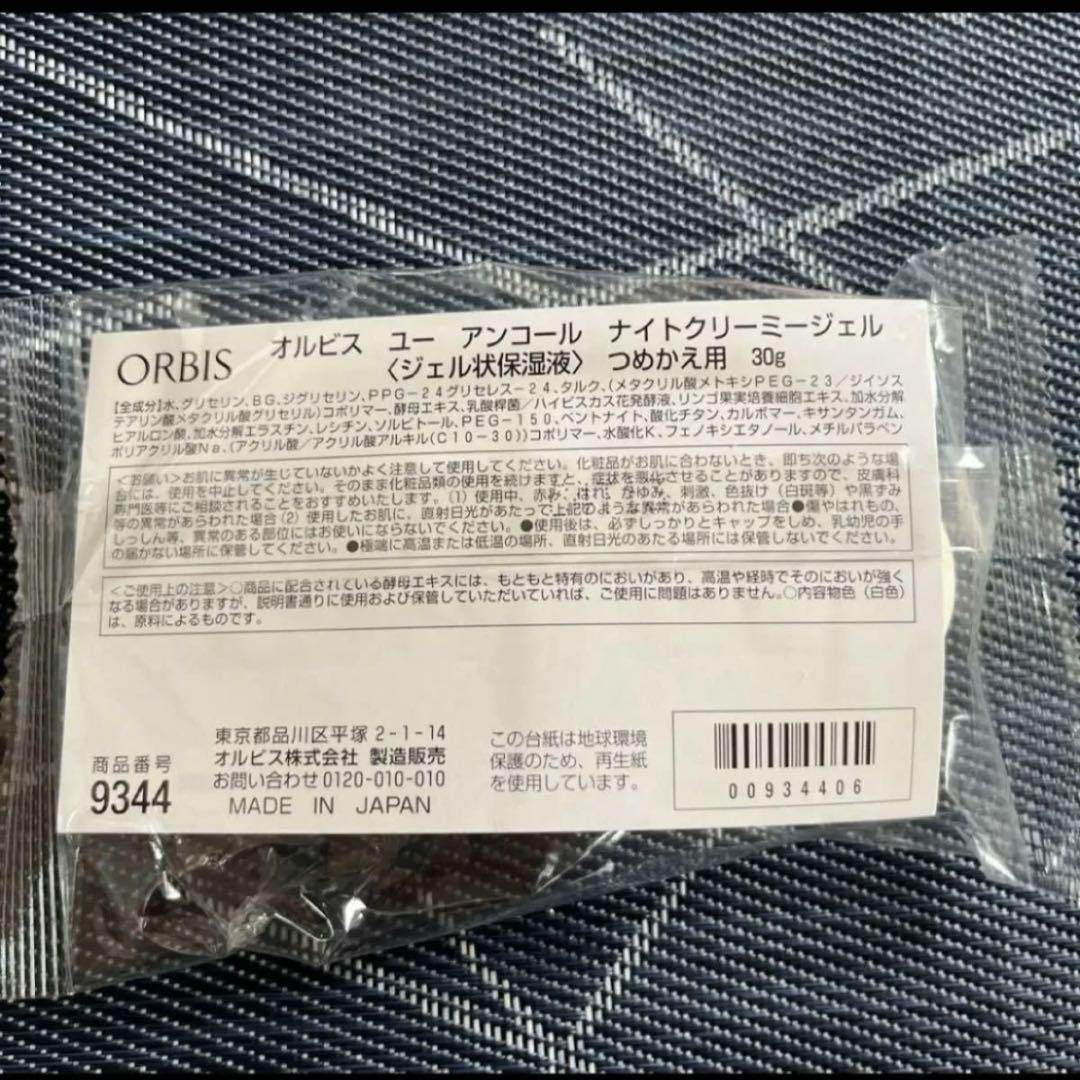 ORBIS
オルビス ユー アンコール ナイトクリーミージェル
〈ジェル状保湿液〉 つめかえ用 30g
【全成分】水、グリセリン、BG、ジグリセリン、PPG-24グリセレス-24、タルク、(メタクリル酸メトキシPEG-23/ジイソス
テアリン酸メタクリル酸グリセリル)コポリマー、酵母エキス、乳酸桿菌/ハイビスカス花発酵液、リンゴ果実培養細胞エキス、加水分解
ヒアルロン酸、加水分解エラスチン、レシチン、ソルビトール、PEG-150、ベントナイト、酸化チタン、カルボマー、キサンタンガム、
ポリアクリル酸Na、(アクリル酸/アクリル酸アルキル(C10-30))コポリマー、水酸化K、フェノキシエタノール、メチルパラベン
<お願い>お肌に異常が生じていないかよく注意して使用してください。化粧品がお肌に合わないとき、即ち次のような場
合には、使用を中止してください。そのまま化粧品類の使用を続けますと、症状を悪化させることがありますので、皮膚科
専門医等にご相談されることをおすすめいたします。(1)使用中、赤み、はれ、かゆみ、刺激、色抜け(白斑等)や黒ずみ
等の異常があらわれた場合(2)使用したお肌に、直射日光があたって上記のような異常があらわれた場合●傷やはれもの、
しっしん等、異常のある部位にはお使いにならないでください。●使用後は、必ずしっかりとキャップをしめ、乳幼児の手
の届かない場所に保管してください。●極端に高温または低温の場所、直射日光のあたる場所には保管しないでください。
<ご使用上の注意>○商品に配合されている酵母エキスには、もともと特有のにおいがあり、高温や経時でそのにおいが強く
なる場合がありますが、説明書通りに使用および保管していただいていれば、ご使用に問題はありません。○内容物色(白色)
は、原料によるものです。
商品番号
9344
東京都品川区平塚2-1-14
オルビス株式会社 製造販売
お問い合わせ0120-010-010
MADE IN JAPAN
この台紙は地球環境
保護のため、再生紙
を使用しています。
00934406